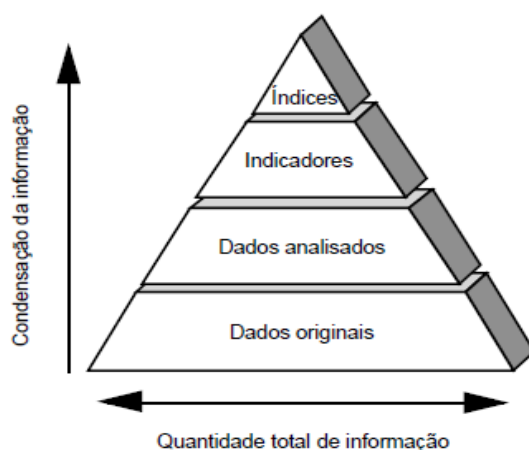 Índices
Indicadores
Dados analisados
Dados originais
Condensação da informação
Quantidade total de informação